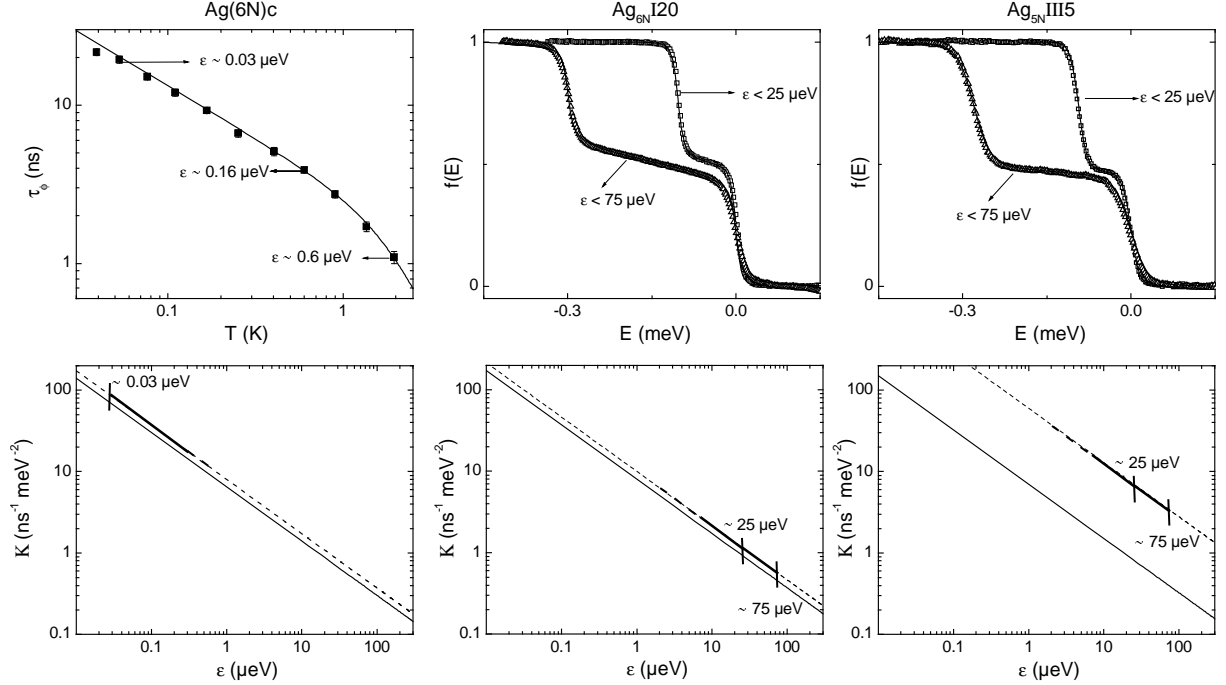 Ag(6N)c
Ag6NI20
Ag5NIII5
10
1
τφ (ns)
ε ~ 0.03 µeV
ε ~ 0.16 µeV
ε ~ 0.6 µeV
0.1
1
T (K)
1
0
f(E)
ε < 25 µeV
ε < 75 µeV
-0.3
0.0
E (meV)
1
0
f(E)
ε < 25 µeV
ε < 75 µeV
-0.3
0.0
E (meV)
100
10
1
0.1
K (ns-1 meV-2)
~ 0.03 µeV
0.1
1
10
100
ε (µeV)
100
10
1
0.1
K (ns-1 meV-2)
~ 25 µeV
~ 75 µeV
0.1
1
10
100
ε (µeV)
100
10
1
0.1
K (ns-1 meV-2)
~ 25 µeV
~ 75 µeV
0.1
1
10
100
ε (µeV)